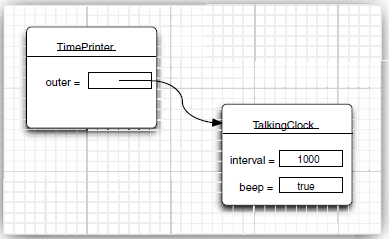 TimePrinter
outer =
TalkingClock
interval = 1000
beep = true